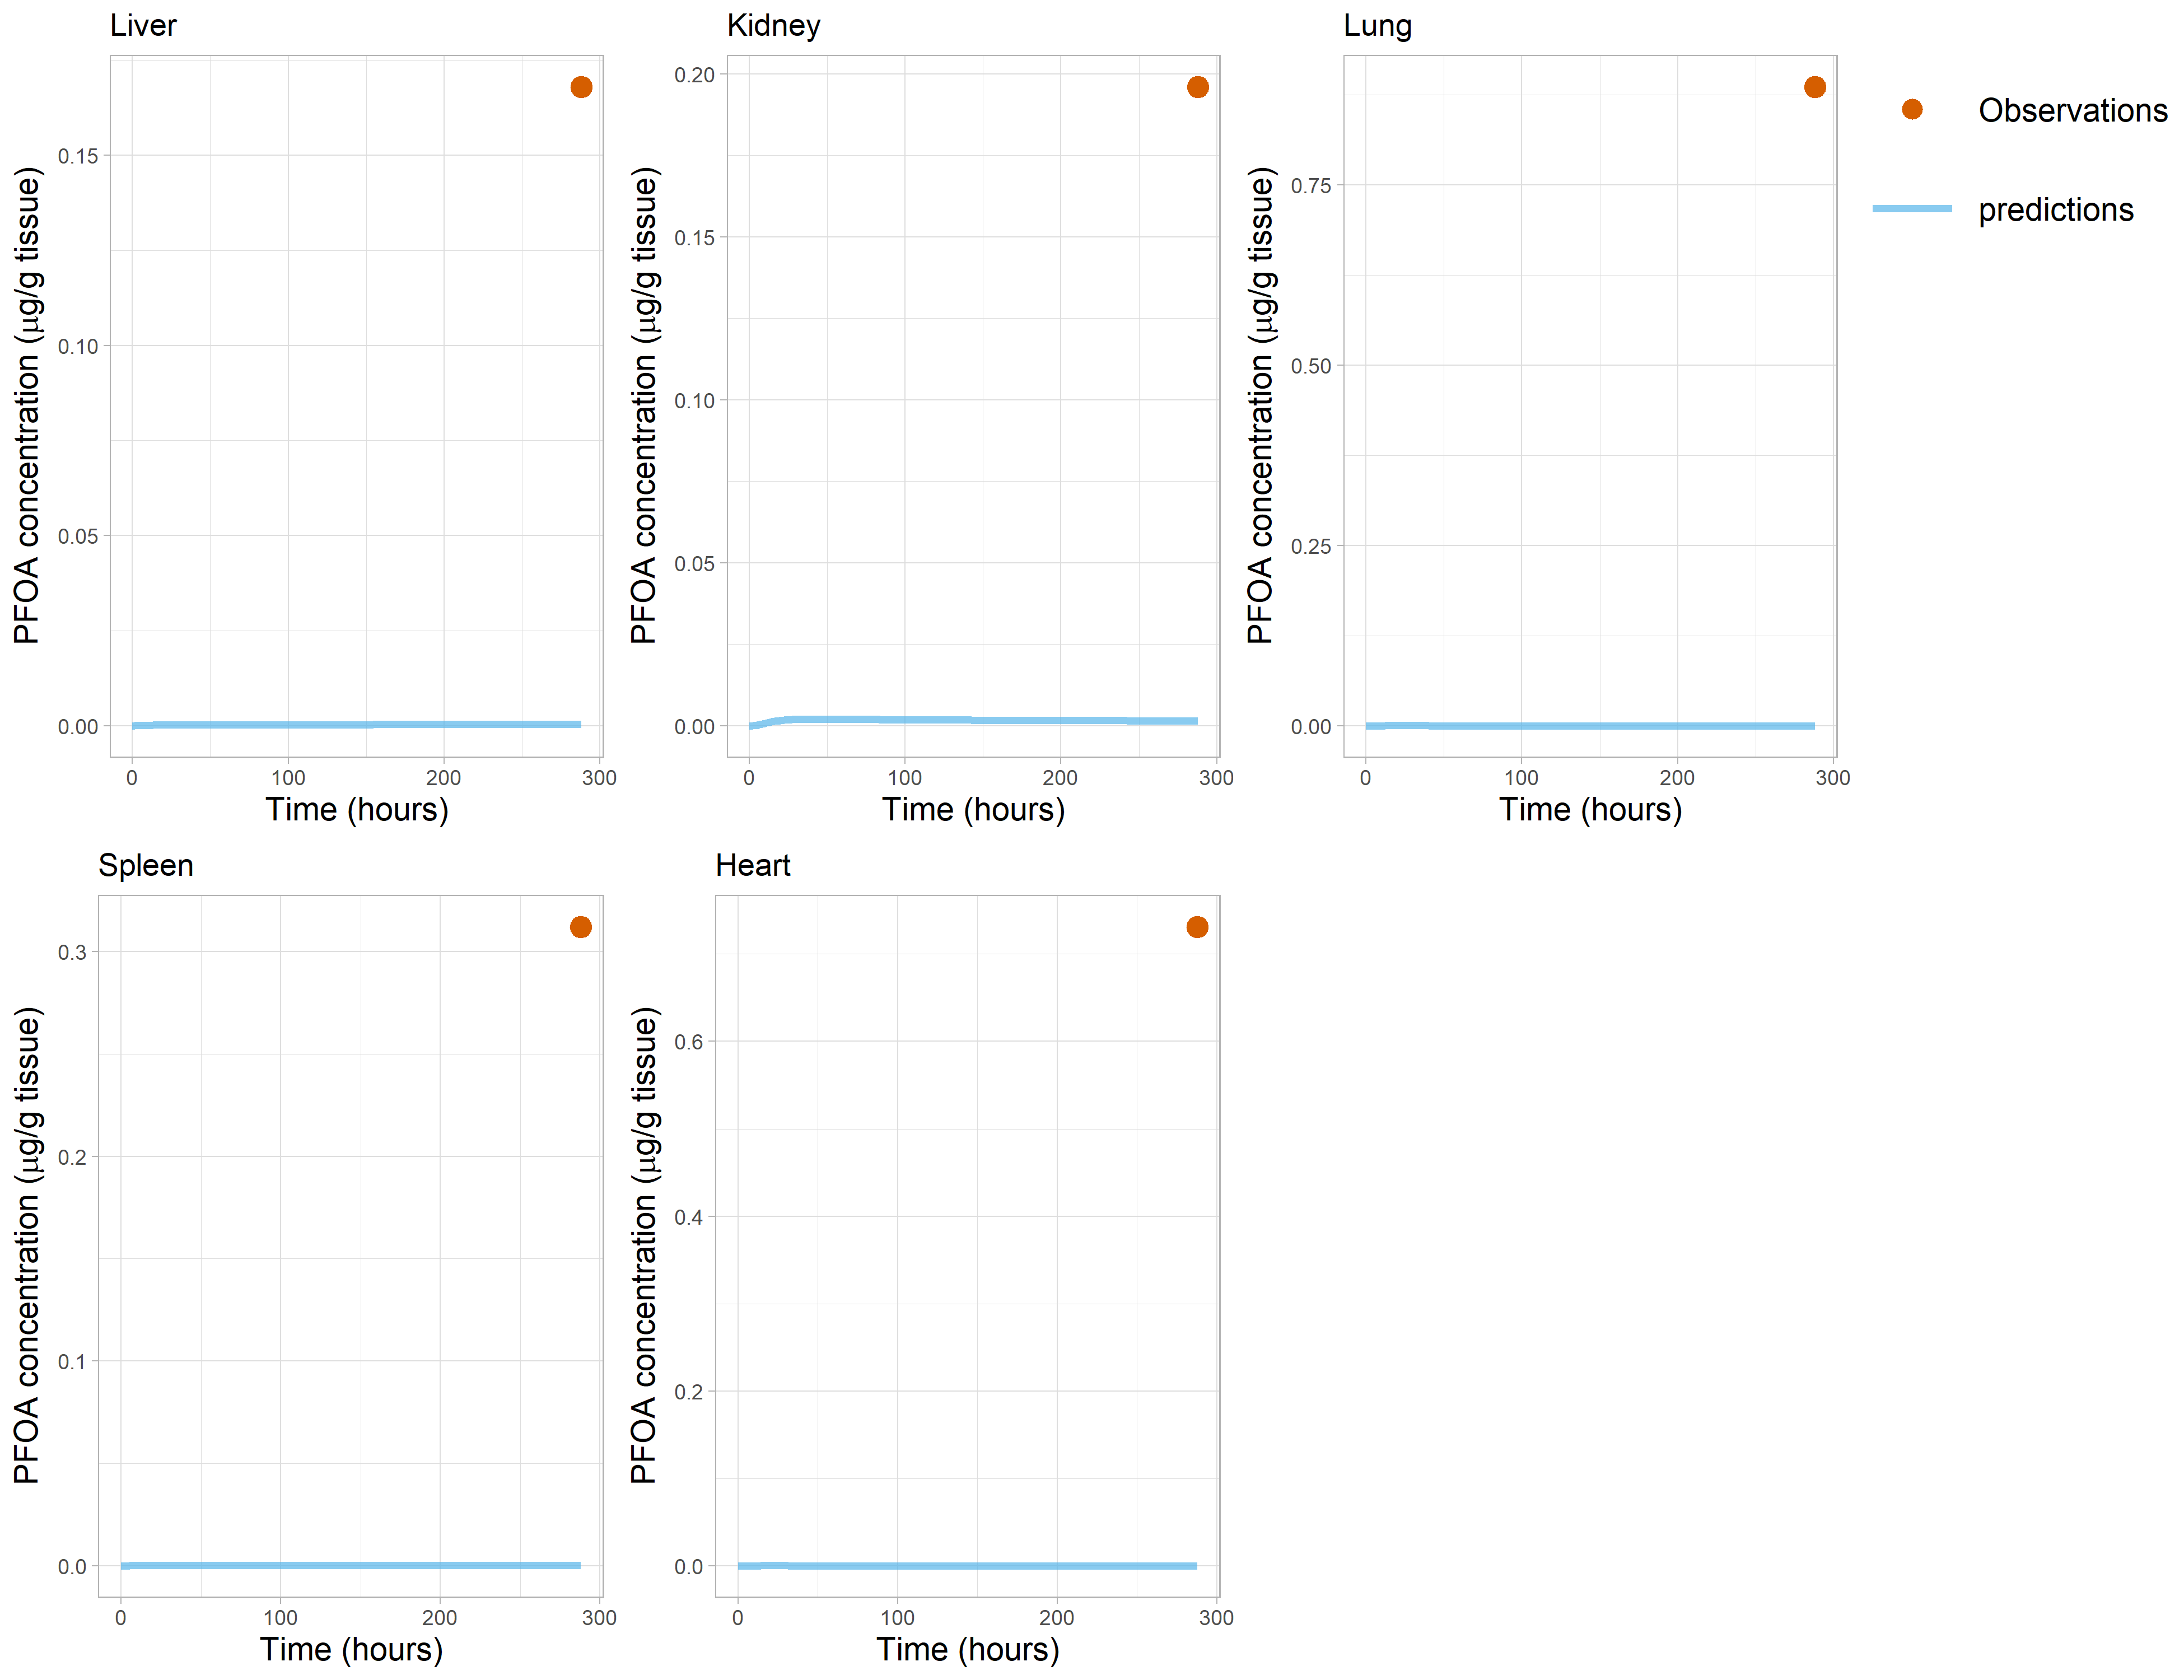 Liver
PFOA concentration (μg/g tissue)
0.15
0.10
0.05
0.00
0 100 200 300
Time (hours)
Kidney
PFOA concentration (μg/g tissue)
0.20
0.15
0.10
0.05
0.00
0 100 200 300
Time (hours)
Lung
PFOA concentration (μg/g tissue)
0.75
0.50
0.25
0.00
0 100 200 300
Time (hours)
Observations
predictions
Spleen
PFOA concentration (μg/g tissue)
0.3
0.2
0.1
0.0
0 100 200 300
Time (hours)
Heart
PFOA concentration (μg/g tissue)
0.6
0.4
0.2
0.0
0 100 200 300
Time (hours)